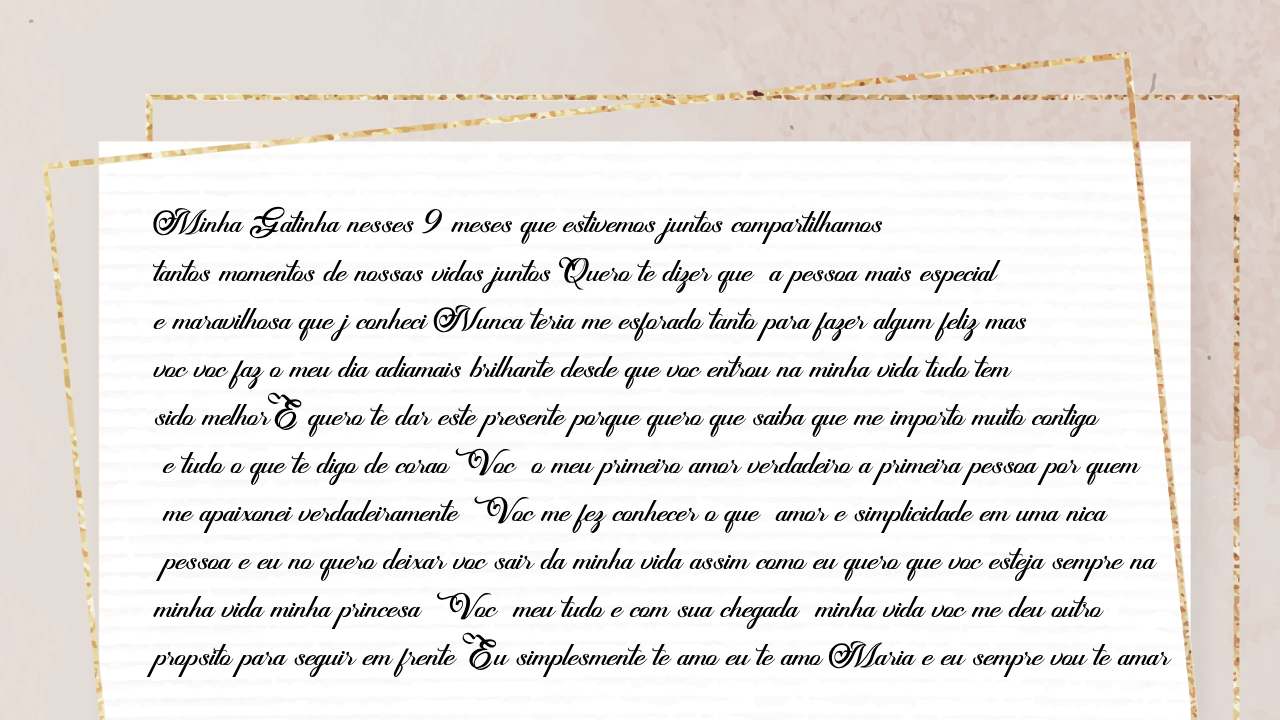 Minha Gatinha nesses 9 meses que estivemos juntos compartilhamos
tantos momentos de nossas vidas juntos Quero te dizer que a pessoa mais especial
e maravilhosa que j conheci Nunca teria me esforado tanto para fazer algum feliz mas
voc voc faz o meu dia adiamais brilhante desde que voc entrou na minha vida tudo tem
sido melhor E quero te dar este presente porque quero que saiba que me importo muito contigo
e tudo o que te digo de corao Voc o meu primeiro amor verdadeiro a primeira pessoa por quem
me apaixonei verdadeiramente Voc me fez conhecer o que amor e simplicidade em uma nica
pessoa e eu no quero deixar voc sair da minha vida assim como eu quero que voc esteja sempre na
minha vida minha princesa Voc meu tudo e com sua chegada minha vida voc me deu outro
propsito para seguir em frente Eu simplesmente te amo eu te amo Maria e eu sempre vou te amar